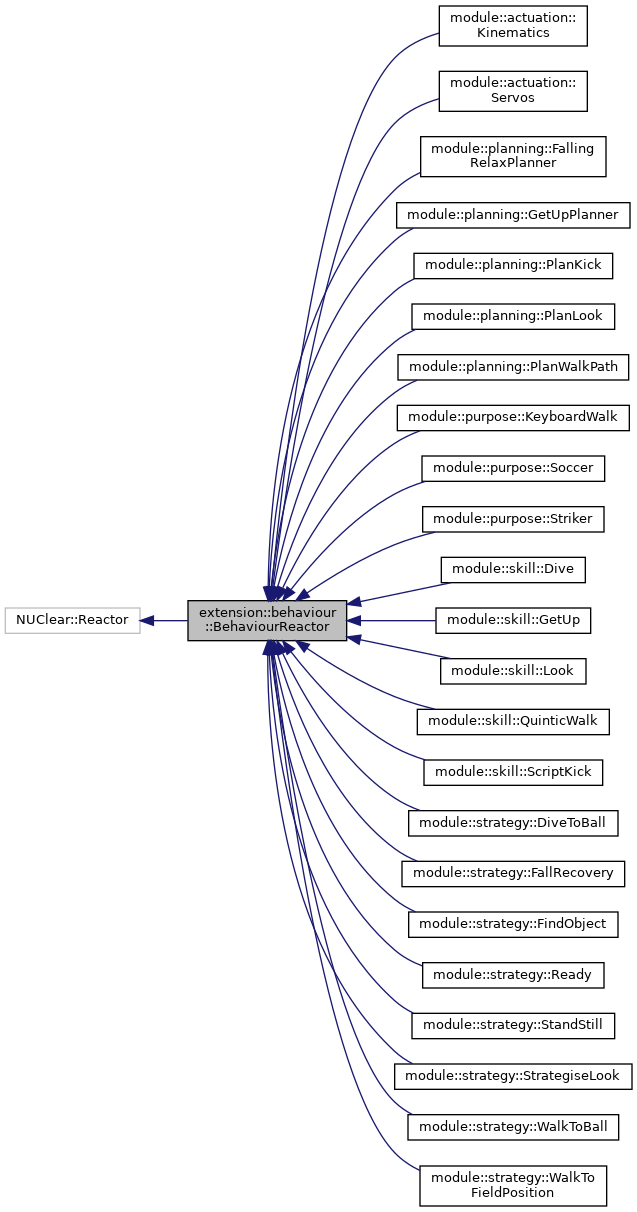 module::actuation::
Kinematics
module::actuation::
Servos
module::planning::Falling
RelaxPlanner
module::planning::GetUpPlanner
module::planning::PlanKick
module::planning::PlanLook
module::planning::PlanWalkPath
module::purpose::KeyboardWalk
module::purpose::Soccer
module::purpose::Striker
module::skill::Dive
NUClear::Reactor
extension::behaviour
::BehaviourReactor
module::skill::GetUp
module::skill::Look
module::skill::QuinticWalk
module::skill::ScriptKick
module::strategy::DiveToBall
module::strategy::FallRecovery
module::strategy::FindObject
module::strategy::Ready
module::strategy::StandStill
module::strategy::StrategiseLook
module::strategy::WalkToBall
module::strategy::WalkTo
FieldPosition